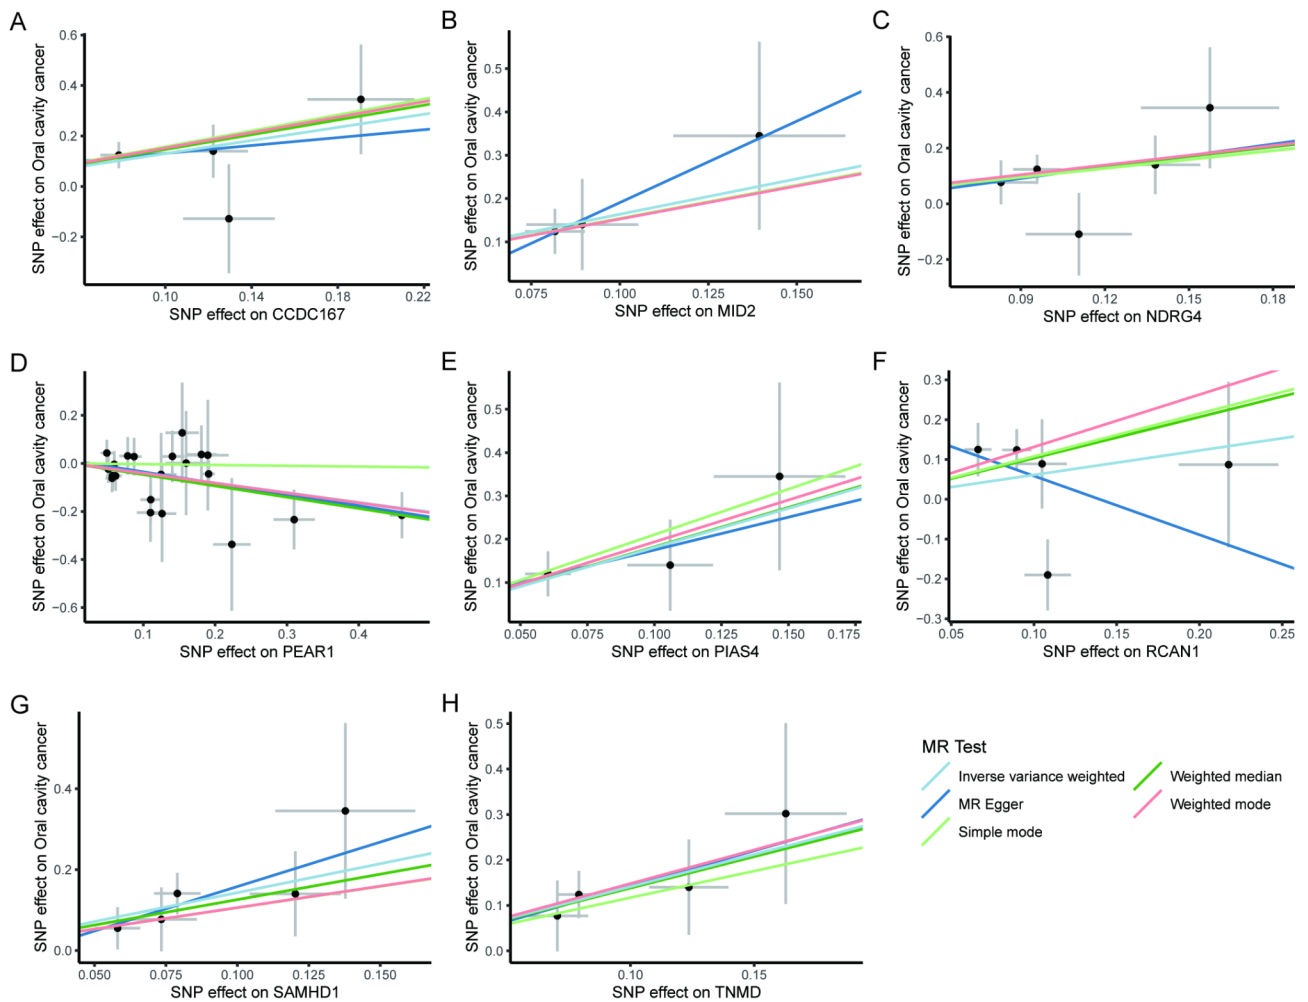 A
SNP effect on Oral cavity cancer
0.6
0.4
0.2
0.0
−0.2
0.10
0.14
0.18
0.22
SNP effect on CCDC167
B
SNP effect on Oral cavity cancer
0.5
0.4
0.3
0.2
0.1
0.075
0.100
0.125
0.150
SNP effect on MID2
C
SNP effect on Oral cavity cancer
0.6
0.4
0.2
0.0
−0.2
0.09
0.12
0.15
0.18
SNP effect on NDRG4
D
SNP effect on Oral cavity cancer
0.2
0.0
−0.2
−0.4
−0.6
0.1
0.2
0.3
0.4
SNP effect on PEAR1
E
SNP effect on Oral cavity cancer
0.5
0.4
0.3
0.2
0.1
0.050
0.075
0.100
0.125
0.150
0.175
SNP effect on PIAS4
F
SNP effect on Oral cavity cancer
0.3
0.2
0.1
0.0
−0.1
−0.2
−0.3
0.05
0.10
0.15
0.20
0.25
SNP effect on RCAN1
G
SNP effect on Oral cavity cancer
0.4
0.2
0.0
0.050
0.075
0.100
0.125
0.150
SNP effect on SAMHD1
H
SNP effect on Oral cavity cancer
0.5
0.4
0.3
0.2
0.1
0.0
0.10
0.15
SNP effect on TNMD
MR Test
Inverse variance weighted
MR Egger
Simple mode
Weighted median
Weighted mode